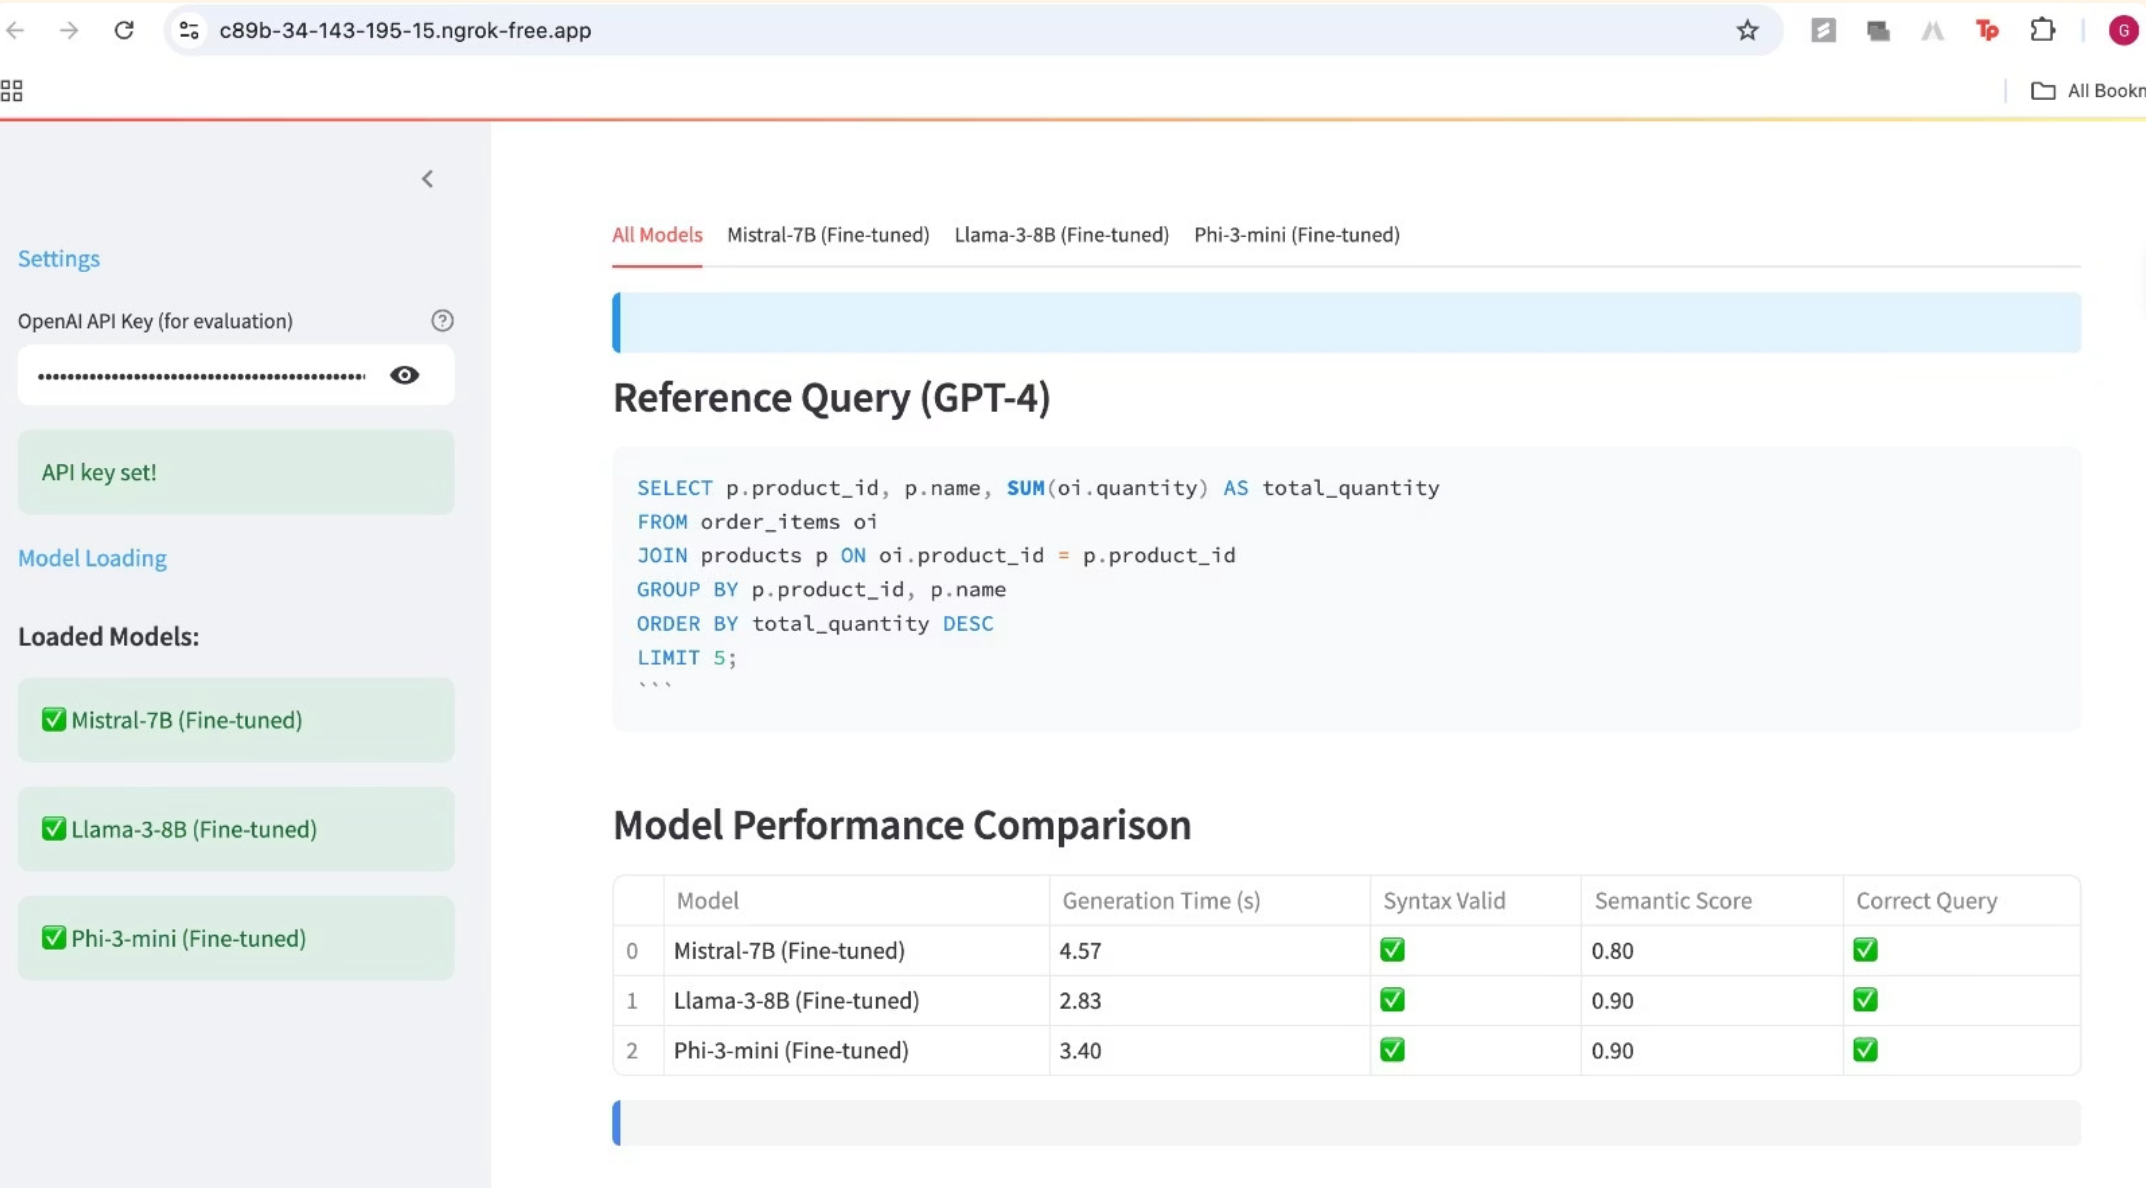 c89b-34-143-195-15.ngrok-free.app
Tp
G
All Bookm
Settings
OpenAI API Key (for evaluation)
?
••••••••••••••••••••••••••••••••••••••••••••••
API key set!
Model Loading
Loaded Models:
✅ Mistral-7B (Fine-tuned)
✅ Llama-3-8B (Fine-tuned)
✅ Phi-3-mini (Fine-tuned)
All Models Mistral-7B (Fine-tuned) Llama-3-8B (Fine-tuned) Phi-3-mini (Fine-tuned)
Reference Query (GPT-4)
SELECT p.product_id, p.name, SUM(oi.quantity) AS total_quantity
FROM order_items oi
JOIN products p ON oi.product_id = p.product_id
GROUP BY p.product_id, p.name
ORDER BY total_quantity DESC
LIMIT 5;
```
Model Performance Comparison
Model Generation Time (s) Syntax Valid Semantic Score Correct Query
0 Mistral-7B (Fine-tuned) 4.57 ✅ 0.80 ✅
1 Llama-3-8B (Fine-tuned) 2.83 ✅ 0.90 ✅
2 Phi-3-mini (Fine-tuned) 3.40 ✅ 0.90 ✅